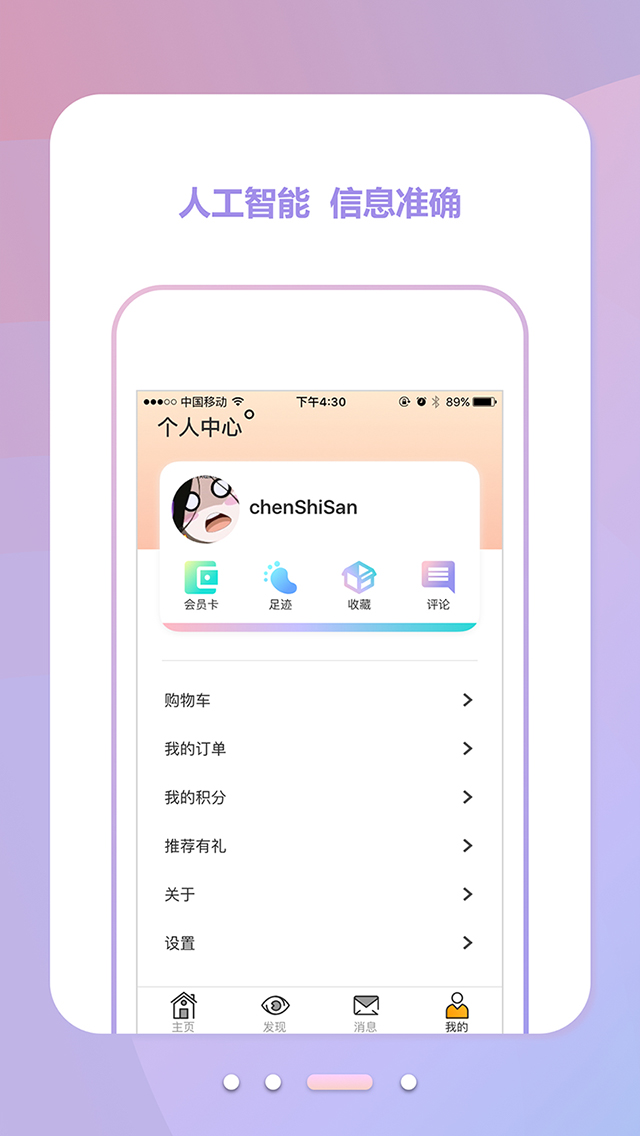 人工智能 信息准确
中国移动 下午4:30 89%
个人中心
chenShiSan
会员卡 足迹 收藏 评论
购物车
我的订单
我的积分
推荐有礼
关于
设置
主页 发现 消息 我的